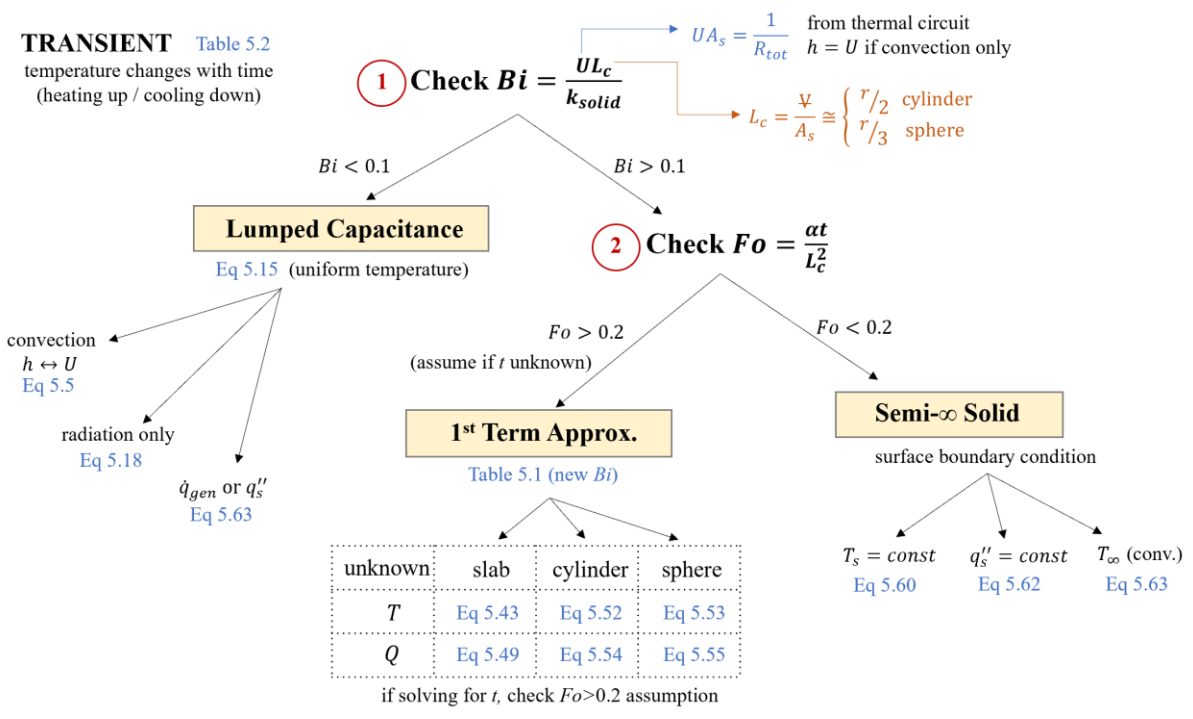 TRANSIENT Table 5.2
temperature changes with time
(heating up / cooling down)
1 Check Bi = UL_c / k_solid
UA_s = 1 / R_tot
from thermal circuit
h = U if convection only
L_c = V / A_s ≅ { r/2 cylinder
r/3 sphere
Bi < 0.1
Bi > 0.1
Lumped Capacitance
Eq 5.15 (uniform temperature)
2 Check Fo = αt / L_c^2
convection
h ↔ U
Eq 5.5
radiation only
Eq 5.18
q̇_gen or q_s''
Eq 5.63
Fo > 0.2
(assume if t unknown)
Fo < 0.2
1st Term Approx.
Table 5.1 (new Bi)
Semi-∞ Solid
surface boundary condition
T_s = const
Eq 5.60
q_s'' = const
Eq 5.62
T_∞ (conv.)
Eq 5.63
unknown slab cylinder sphere
T Eq 5.43 Eq 5.52 Eq 5.53
Q Eq 5.49 Eq 5.54 Eq 5.55
if solving for t, check Fo>0.2 assumption